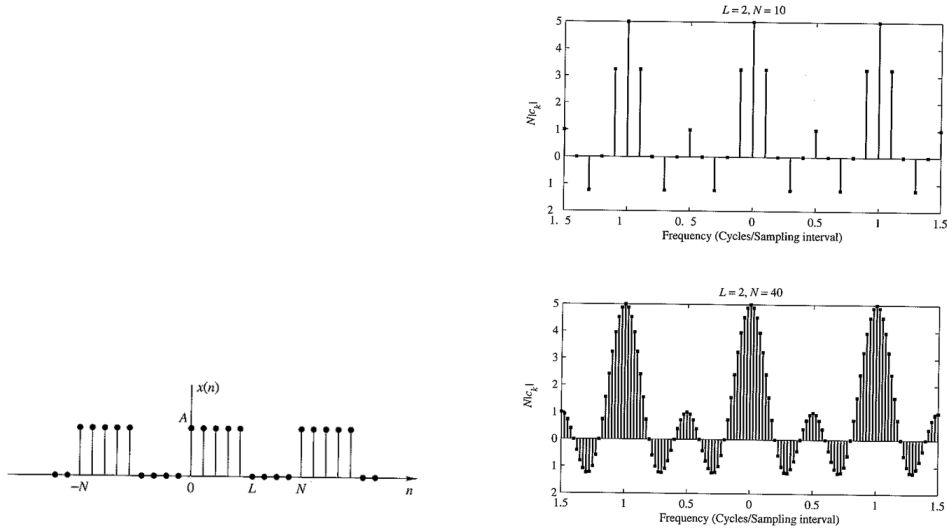 L = 2, N = 10
5
4
3
2
1
0
1
2
N|c_k|
1. 5 1 0. 5 0 0.5 1 1.5
Frequency (Cycles/Sampling interval)
L = 2, N = 40
5
4
3
2
1
0
1
2
N|c_k|
1.5 1 0.5 0 0.5 1 1.5
Frequency (Cycles/Sampling interval)
x(n)
A
−N 0 L N n